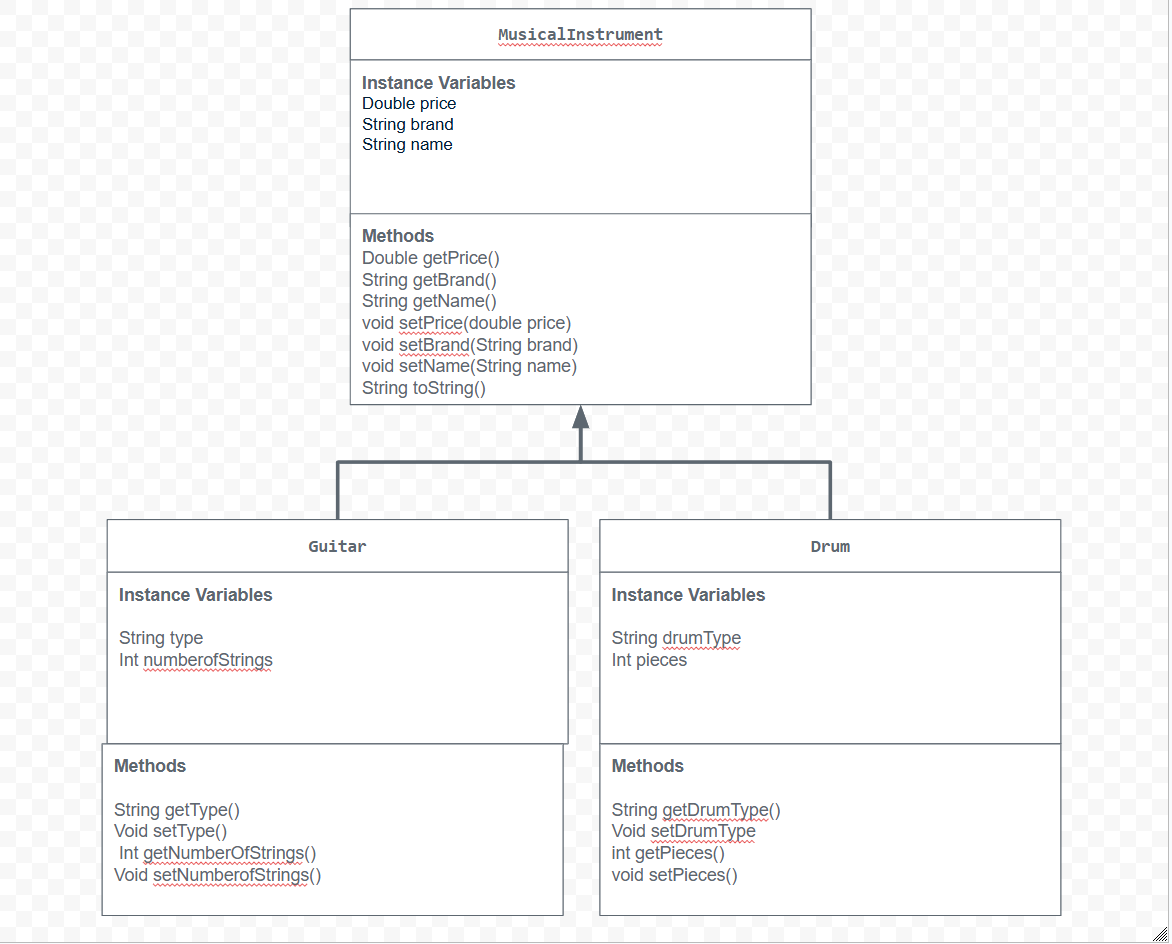 MusicalInstrument
Instance Variables
Double price
String brand
String name
Methods
Double getPrice()
String getBrand()
String getName()
void setPrice(double price)
void setBrand(String brand)
void setName(String name)
String toString()
Guitar
Instance Variables
String type
Int numberofStrings
Methods
String getType()
Void setType()
Int getNumberOfStrings()
Void setNumberofStrings()
Drum
Instance Variables
String drumType
Int pieces
Methods
String getDrumType()
Void setDrumType
int getPieces()
void setPieces()